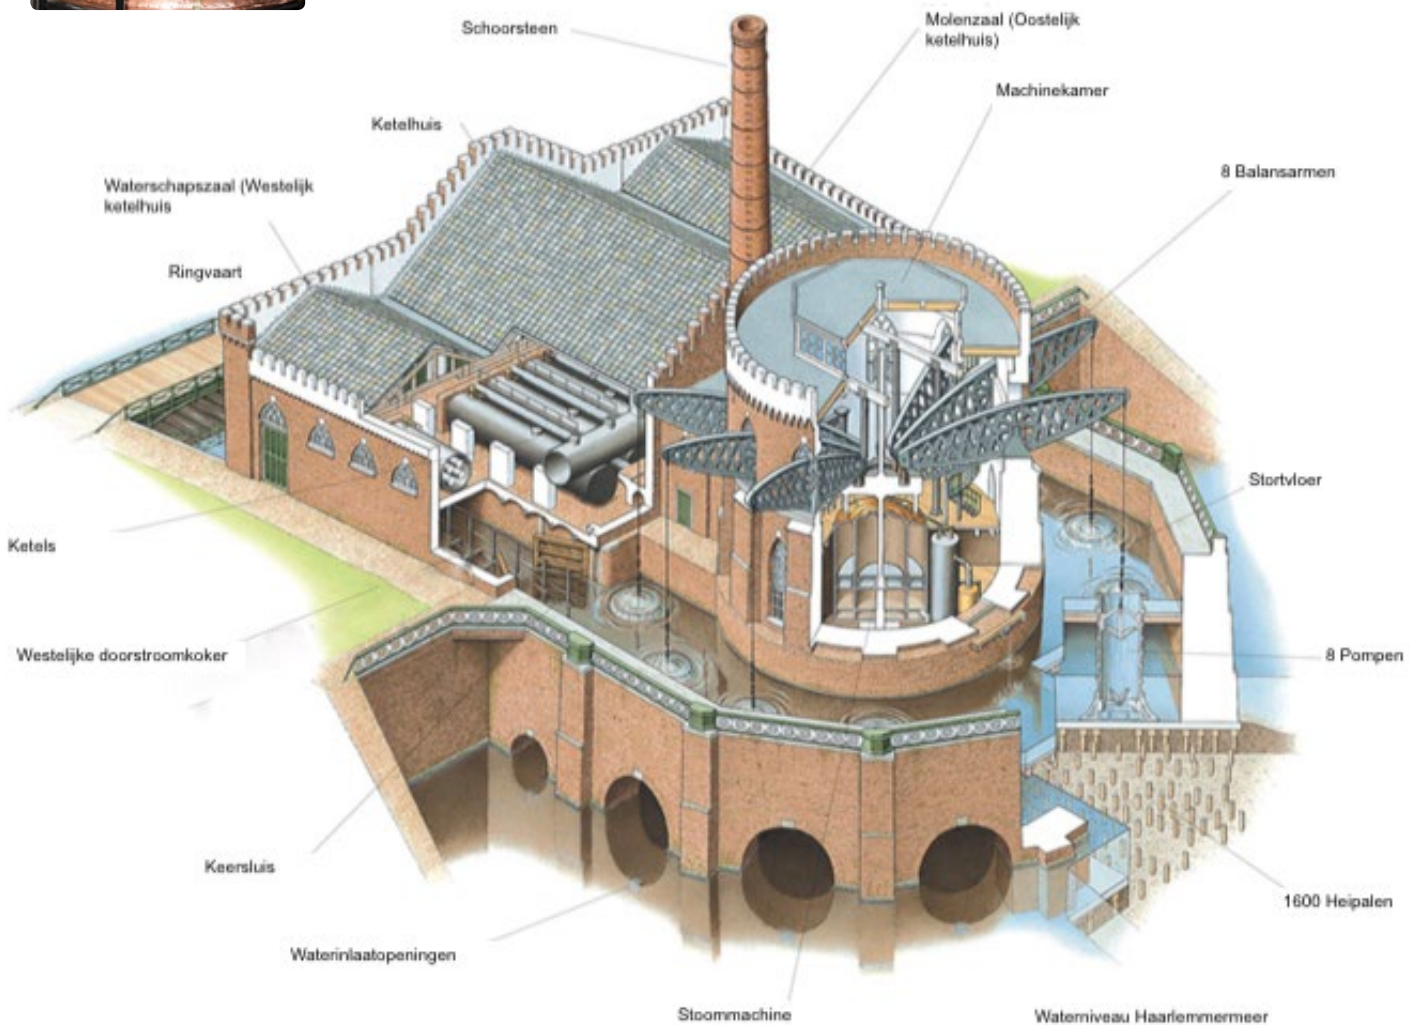 Schoorsteen
Molenzaal (Oostelijk
ketelhuis)
Machinekamer
Ketelhuis
8 Balansarmen
Waterschapszaal (Westelijk
ketelhuis
Ringvaart
Stortvloer
Ketels
Westelijke doorstroomkoker
8 Pompen
Keersluis
1600 Heipalen
Waterinlaatopeningen
Stoommachine
Waterniveau Haarlemmermeer